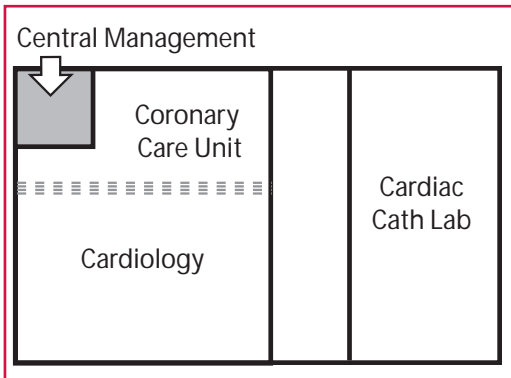 Central Management
Coronary
Care Unit
Cardiac
Cath Lab
Cardiology